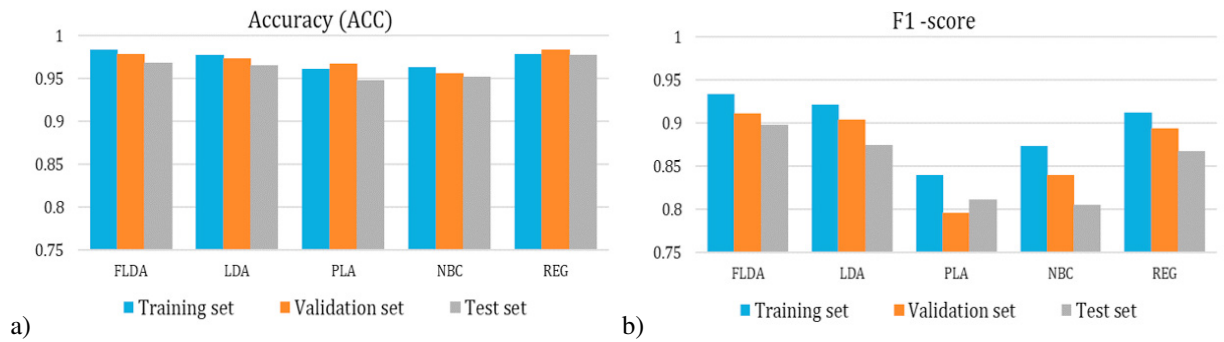 Accuracy (ACC)
1
0.95
0.9
0.85
0.8
0.75
FLDA LDA PLA NBC REG
Training set Validation set Test set
a)
F1 -score
1
0.95
0.9
0.85
0.8
0.75
FLDA LDA PLA NBC REG
Training set Validation set Test set
b)